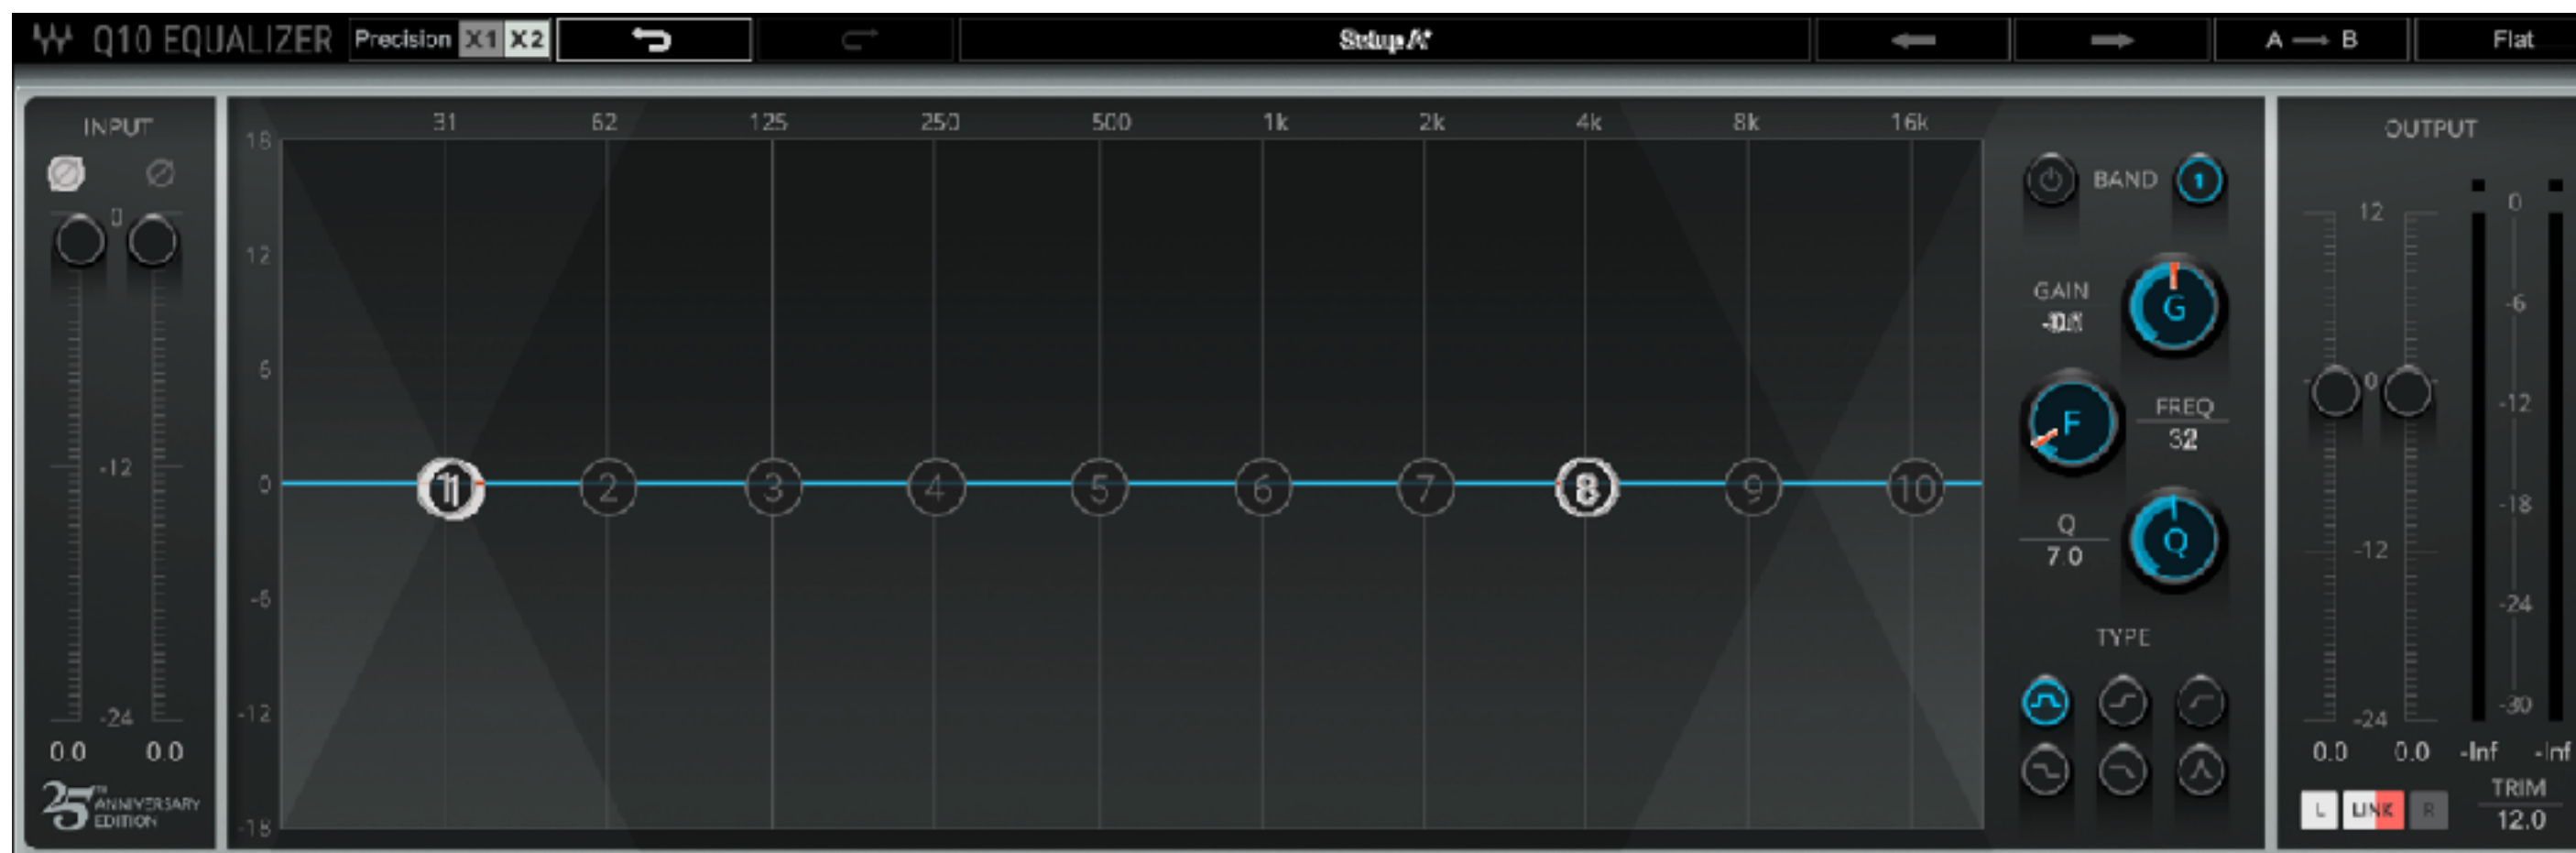 Q10 EQUALIZER Precision X1 X2 Setup A* A B Flat
INPUT
0
-12
-24
0.0 0.0
25TH ANNIVERSARY EDITION
31 62 125 250 500 1k 2k 4k 8k 16k
18
12
6
0
-6
-12
-18
2 3 4 5 6 7 8 9 10
BAND 1
GAIN
G
F
FREQ
32
Q
7.0
Q
TYPE
OUTPUT
12
0
-12
-24
0
-6
-12
-18
-24
-30
0.0 0.0 -Inf -Inf
L LINK R
TRIM
12.0